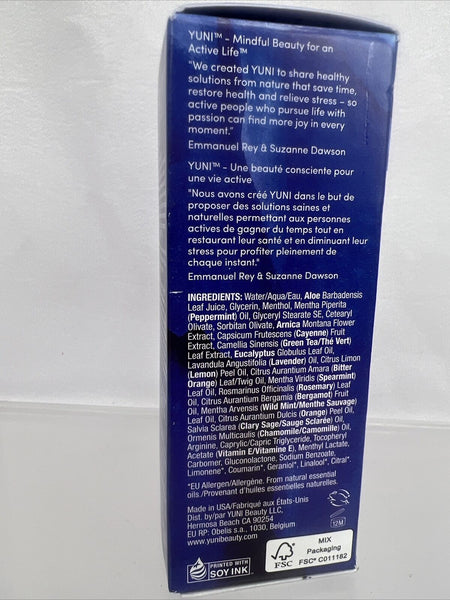 YUNI™ - Mindful Beauty for an
Active Life™
"We created YUNI to share healthy
solutions from nature that save time,
restore health and relieve stress – so
active people who pursue life with
passion can find more joy in every
moment."
Emmanuel Rey & Suzanne Dawson
YUNI™ - Une beauté consciente pour
une vie active
"Nous avons créé YUNI dans le but de
proposer des solutions saines et
naturelles permettant aux personnes
actives de gagner du temps tout en
restaurant leur santé et en diminuant leur
stress pour profiter pleinement de
chaque instant."
Emmanuel Rey & Suzanne Dawson
INGREDIENTS: Water/Aqua/Eau, Aloe Barbadensis
Leaf Juice, Glycerin, Menthol, Mentha Piperita
(Peppermint) Oil, Glyceryl Stearate SE, Cetearyl
Olivate, Sorbitan Olivate, Arnica Montana Flower
Extract, Capsicum Frutescens (Cayenne) Fruit
Extract, Camellia Sinensis (Green Tea/Thé Vert)
Leaf Extract, Eucalyptus Globulus Leaf Oil,
Lavandula Angustifolia (Lavender) Oil, Citrus Limon
(Lemon) Peel Oil, Citrus Aurantium Amara (Bitter
Orange) Leaf/Twig Oil, Mentha Viridis (Spearmint)
Leaf Oil, Rosmarinus Officinalis (Rosemary) Leaf
Oil, Citrus Aurantium Bergamia (Bergamot) Fruit
Oil, Mentha Arvensis (Wild Mint/Menthe Sauvage)
Leaf Oil, Citrus Aurantium Dulcis (Orange) Peel Oil,
Salvia Sclarea (Clary Sage/Sauge Sclarée) Oil,
Ormenis Multicaulis (Chamomile/Camomille) Oil,
Arginine, Caprylic/Capric Triglyceride, Tocopheryl
Acetate (Vitamin E/Vitamine E), Menthyl Lactate,
Carbomer, Gluconolactone, Sodium Benzoate,
Limonene*, Coumarin*, Geraniol*, Linalool*, Citral*.
*EU Allergen/Allergène. From natural essential
oils./Provenant d'huiles essentielles naturelles.
Made in USA/Fabriqué aux États-Unis
Dist. by/par YUNI Beauty LLC,
Hermosa Beach CA 90254
EU RP: Obelis s.a., 1030, Belgium
www.yunibeauty.com
12M
PRINTED WITH
SOY INK
FSC
MIX
Packaging
FSC® C011182